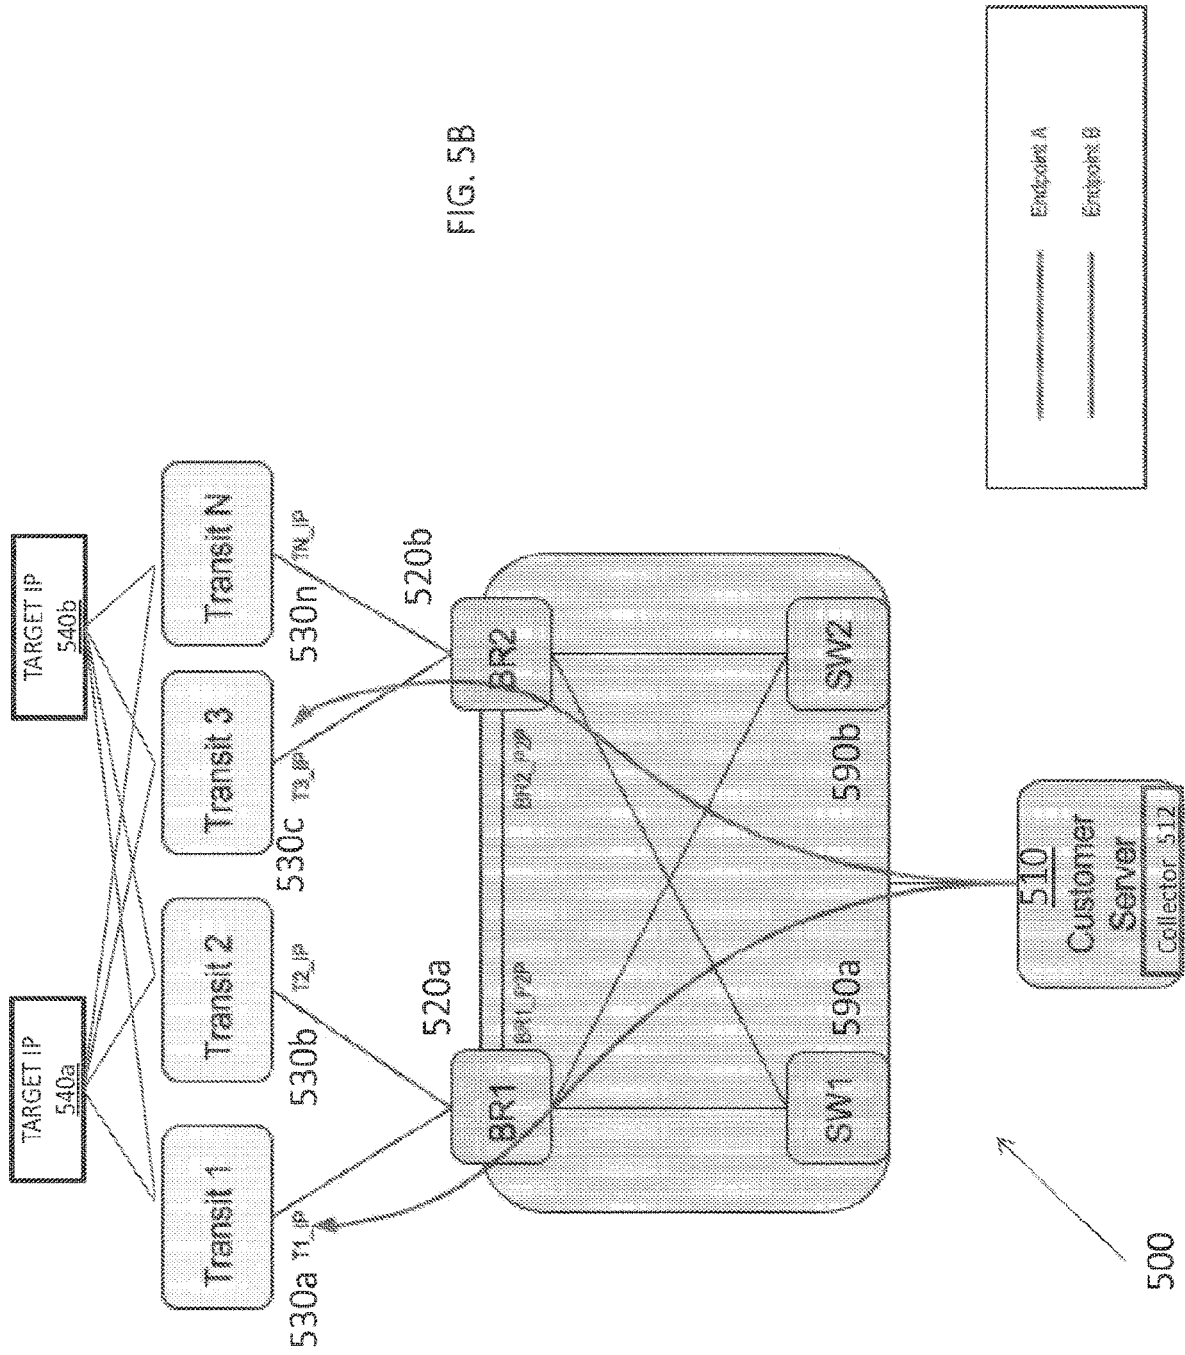 TARGET IP
540a
TARGET IP
540b
Transit 1
Transit 2
Transit 3
Transit N
530a
T1_IP
530b
T2_IP
530c
T3_IP
530n
TN_IP
520a
520b
BR1
BR1_P2P
BR2_P2P
BR2
SW1
590a
590b
SW2
510
Customer
Server
Collector 512
500
FIG. 5B
Endpoint A
Endpoint B